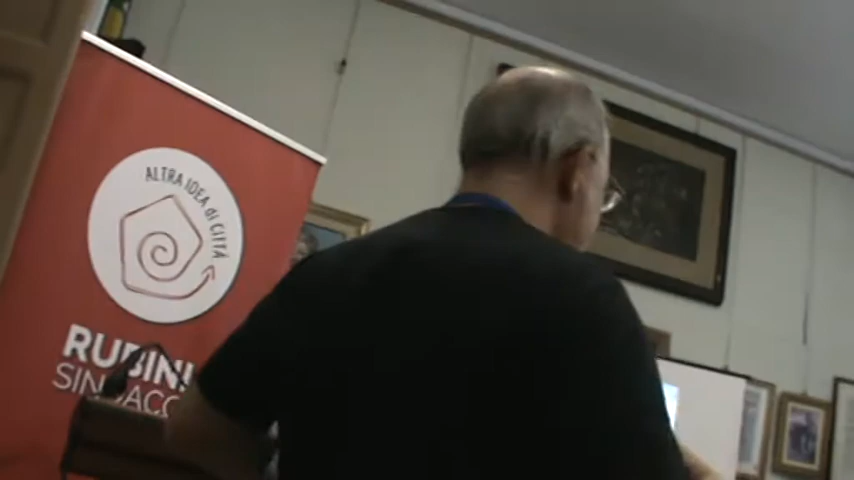 ALTRA IDEA di CITTÀ
RUBINI
SINDACO